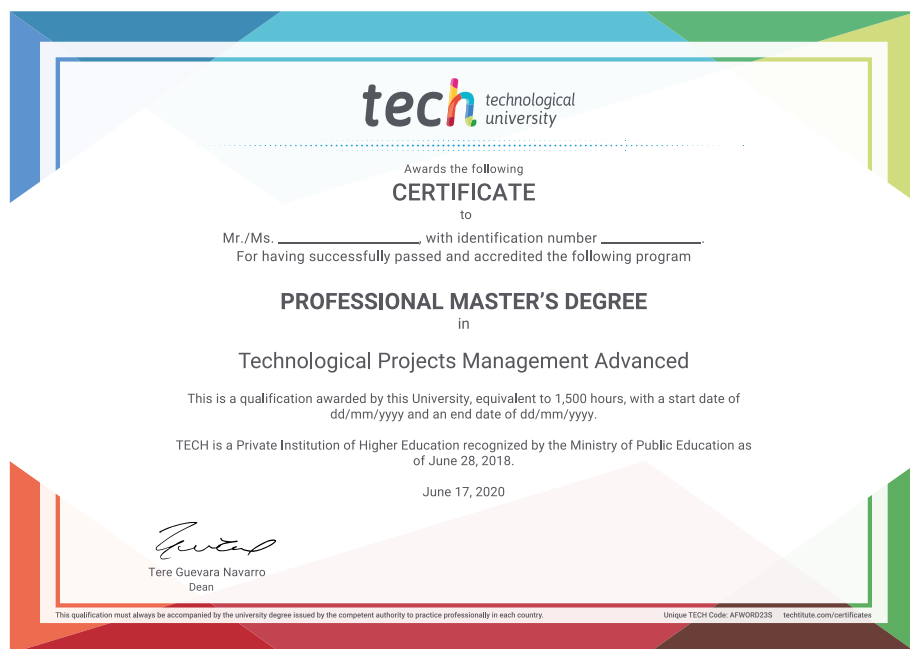 tech technological
university
Awards the following
CERTIFICATE
to
Mr./Ms. ____________________, with identification number ______________.
For having successfully passed and accredited the following program
PROFESSIONAL MASTER'S DEGREE
in
Technological Projects Management Advanced
This is a qualification awarded by this University, equivalent to 1,500 hours, with a start date of
dd/mm/yyyy and an end date of dd/mm/yyyy.
TECH is a Private Institution of Higher Education recognized by the Ministry of Public Education as
of June 28, 2018.
June 17, 2020
Tere Guevara Navarro
Dean
This qualification must always be accompanied by the university degree issued by the competent authority to practice professionally in each country. Unique TECH Code: AFWORD23S techtitute.com/certificates